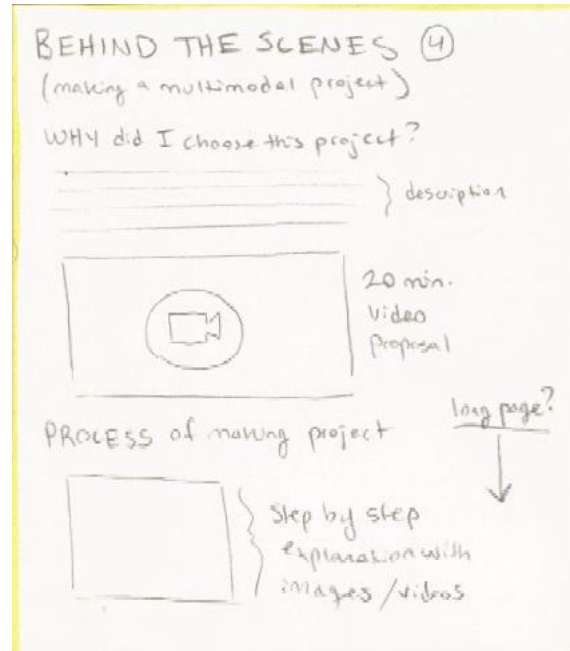 BEHIND THE SCENES 4
(making a multimodal project)
WHY did I choose this project?
description
20 min.
video
proposal
long page?
PROCESS of making project
Step by step
explanation with
images/videos